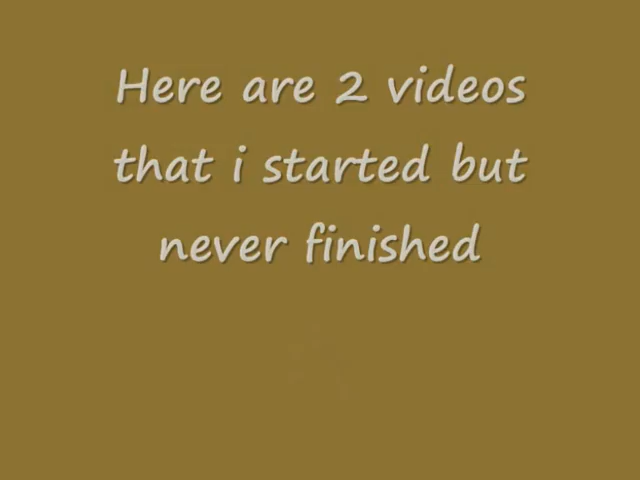 Here are 2 videos
that i started but
never finished